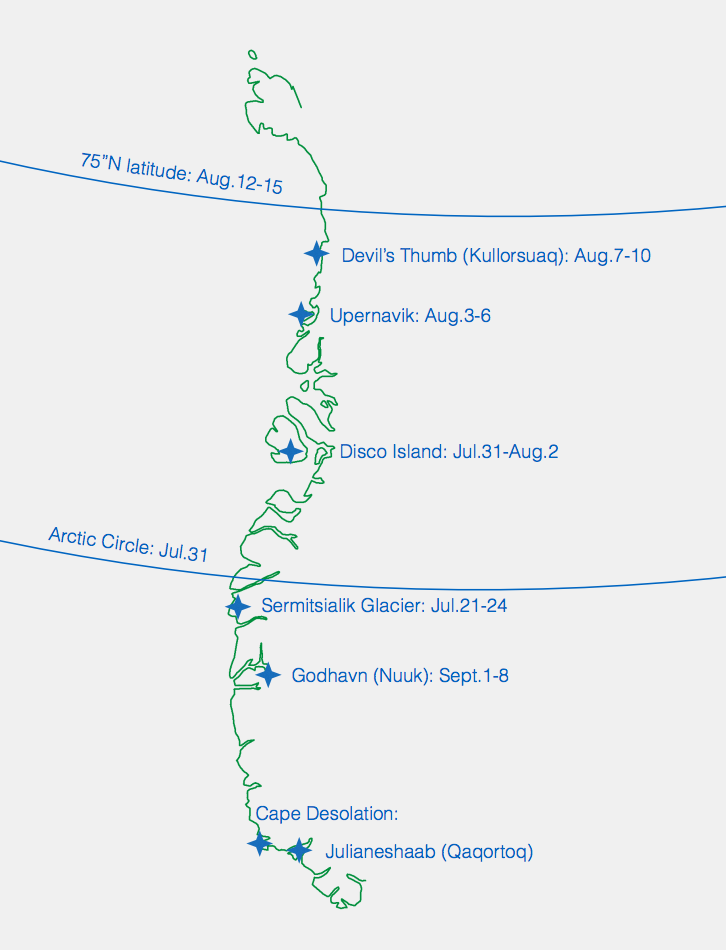 75”N latitude: Aug.12-15
Devil’s Thumb (Kullorsuaq): Aug.7-10
Upernavik: Aug.3-6
Disco Island: Jul.31-Aug.2
Arctic Circle: Jul.31
Sermitsialik Glacier: Jul.21-24
Godhavn (Nuuk): Sept.1-8
Cape Desolation:
Julianeshaab (Qaqortoq)